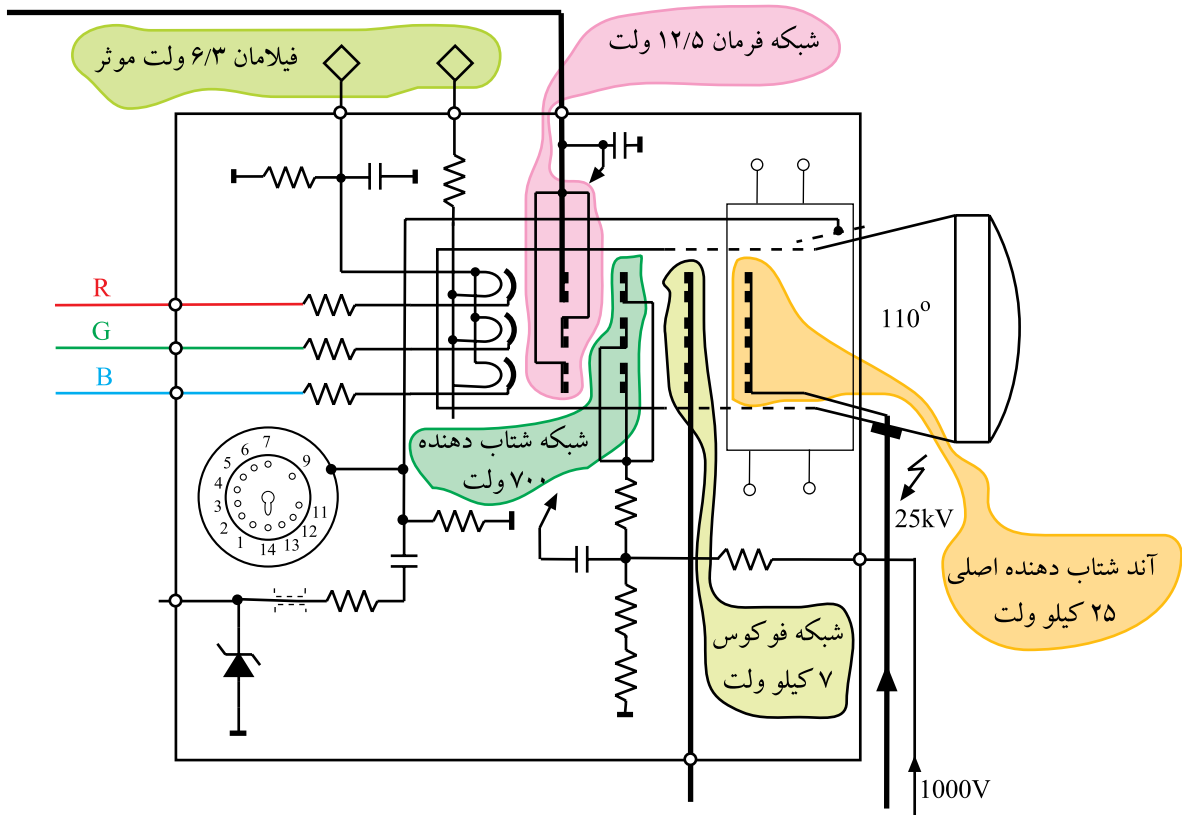 فیلامان ۶/۳ ولت موثر
شبکه فرمان ۱۲/۵ ولت
R
G
B
110°
شبکه شتاب دهنده
۷۰۰ ولت
25kV
آند شتاب دهنده اصلی
۲۵ کیلو ولت
شبکه فوکوس
۷ کیلو ولت
1000V
1
2
3
4
5
6
7
9
11
12
13
14